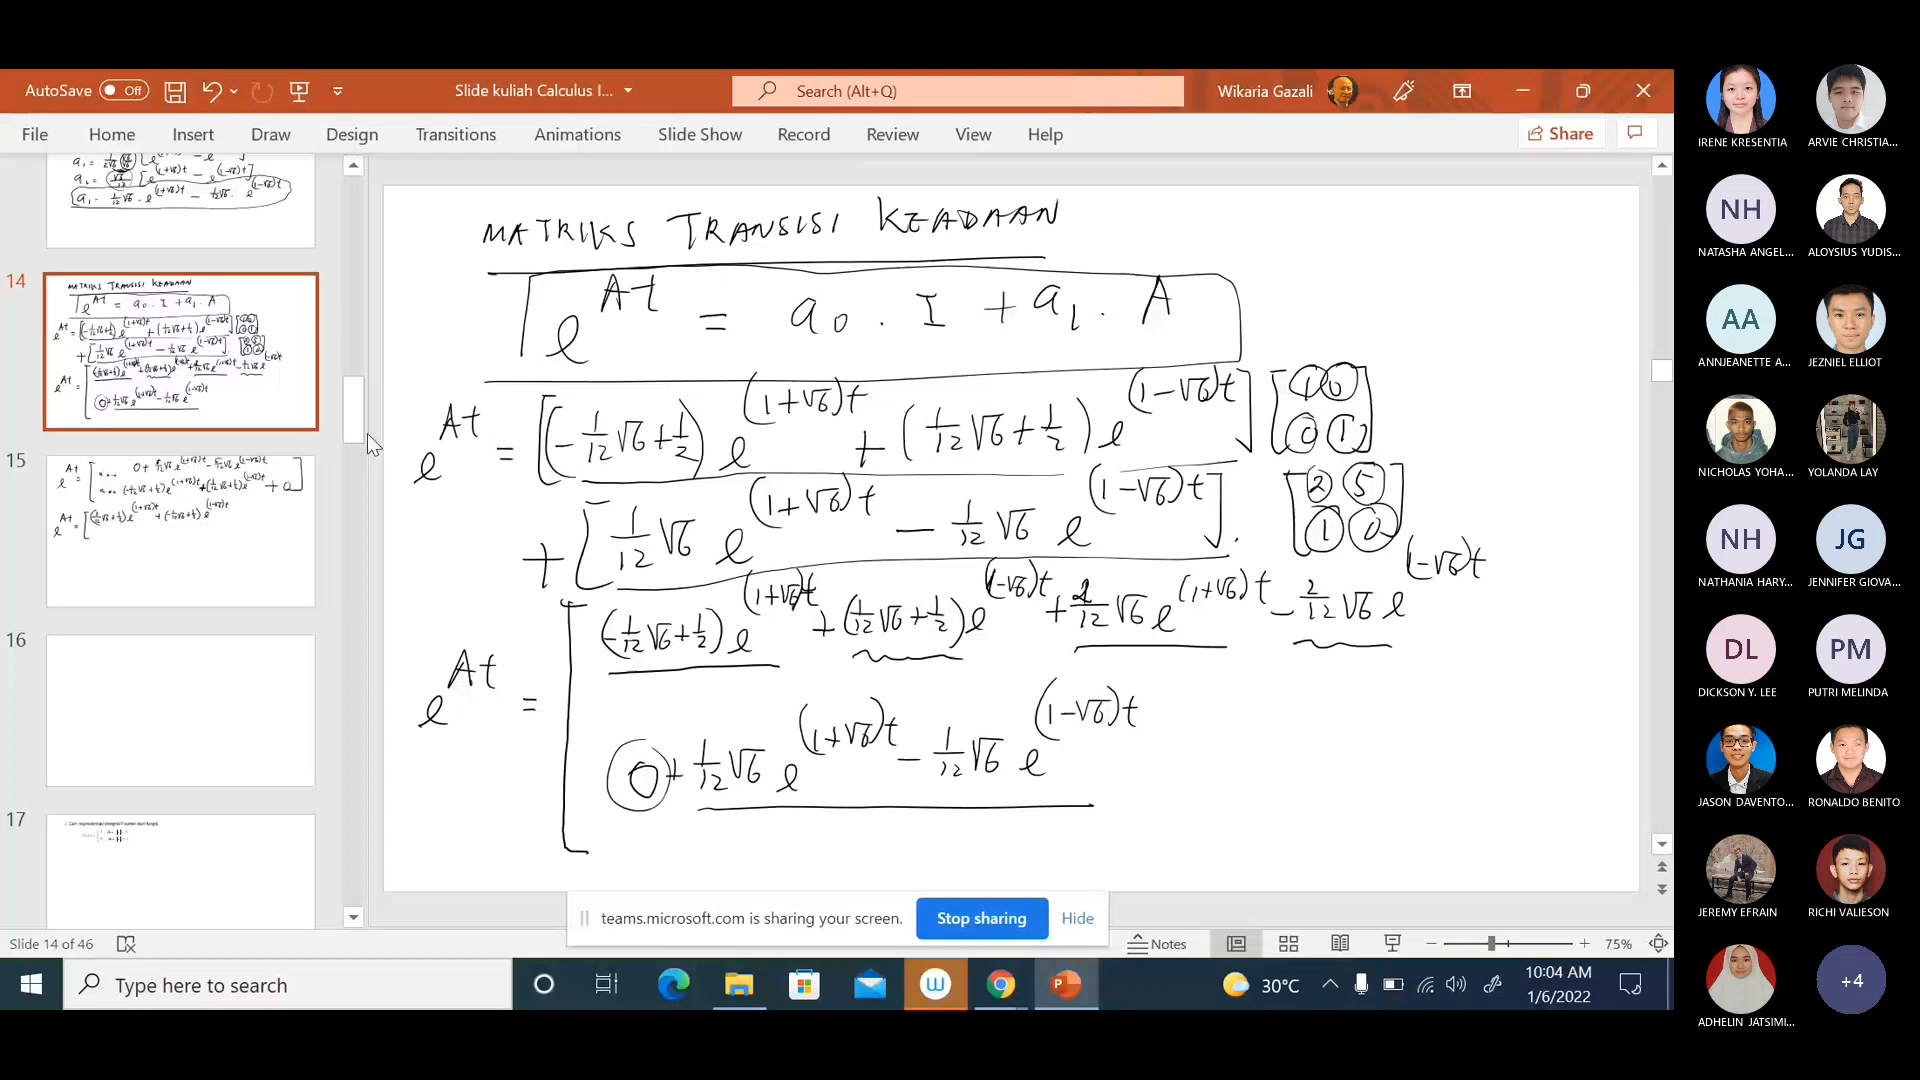 AutoSave Off Slide kuliah Calculus I... Search (Alt+Q) Wikaria Gazali
File Home Insert Draw Design Transitions Animations Slide Show Record Review View Help Share
14
15
16
17
MATRIKS TRANSISI KEADAAN
e^{At} = a₀ . I + a₁ . A
e^{At} = [(-1/12 √6 + 1/2) e^{(1+√6)t} + (1/12 √6 + 1/2) e^{(1-√6)t}] [1 0; 0 1]
+ [1/12 √6 e^{(1+√6)t} - 1/12 √6 e^{(1-√6)t}] . [2 5; 1 0]
e^{At} = [(-1/12 √6 + 1/2) e^{(1+√6)t} + (1/12 √6 + 1/2) e^{(1-√6)t} + 2/12 √6 e^{(1+√6)t} - 2/12 √6 e^{(1-√6)t}
0 + 1/12 √6 e^{(1+√6)t} - 1/12 √6 e^{(1-√6)t}
teams.microsoft.com is sharing your screen. Stop sharing Hide
Slide 14 of 46 Notes 75%
Type here to search W P 30°C 10:04 AM
1/6/2022
IRENE KRESENTIA ARVIE CHRISTIA...
NH
NATASHA ANGEL... ALOYSIUS YUDIS...
AA
ANNJEANETTE A... JEZNIEL ELLIOT
NICHOLAS YOHA... YOLANDA LAY
NH JG
NATHANIA HARY... JENNIFER GIOVA...
DL PM
DICKSON Y. LEE PUTRI MELINDA
JASON DAVENTO... RONALDO BENITO
JEREMY EFRAIN RICHI VALIESON
+4
ADHELIN JATSIMI...